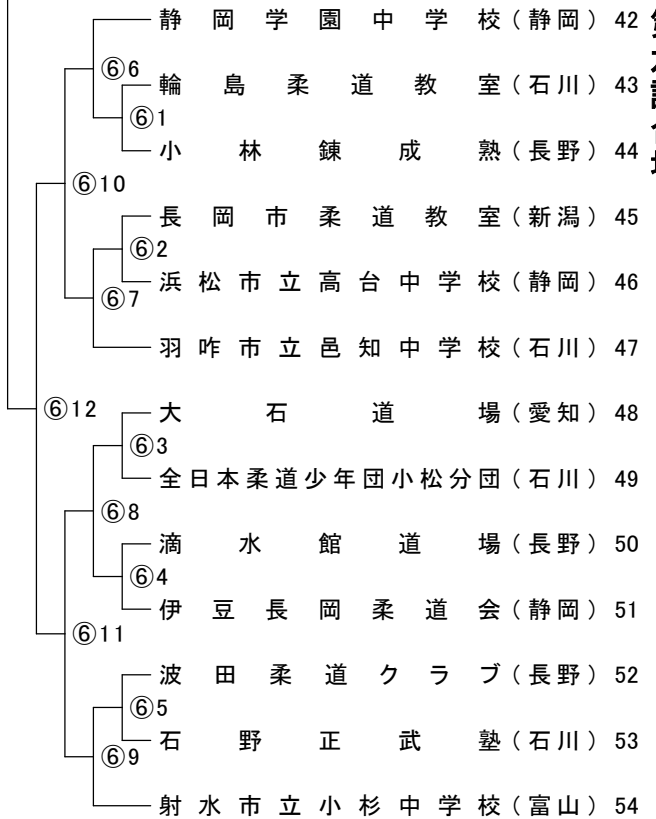 静岡学園中学校（静岡） 42
⑥6
輪島柔道教室（石川） 43
⑥1
小林錬成熟（長野） 44
⑥10
長岡市柔道教室（新潟） 45
⑥2
浜松市立高台中学校（静岡） 46
⑥7
羽咋市立邑知中学校（石川） 47
⑥12
大石道場（愛知） 48
⑥3
全日本柔道少年団小松分団（石川） 49
⑥8
滴水館道場（長野） 50
⑥4
伊豆長岡柔道会（静岡） 51
⑥11
波田柔道クラブ（長野） 52
⑥5
石野正武塾（石川） 53
⑥9
射水市立小杉中学校（富山） 54